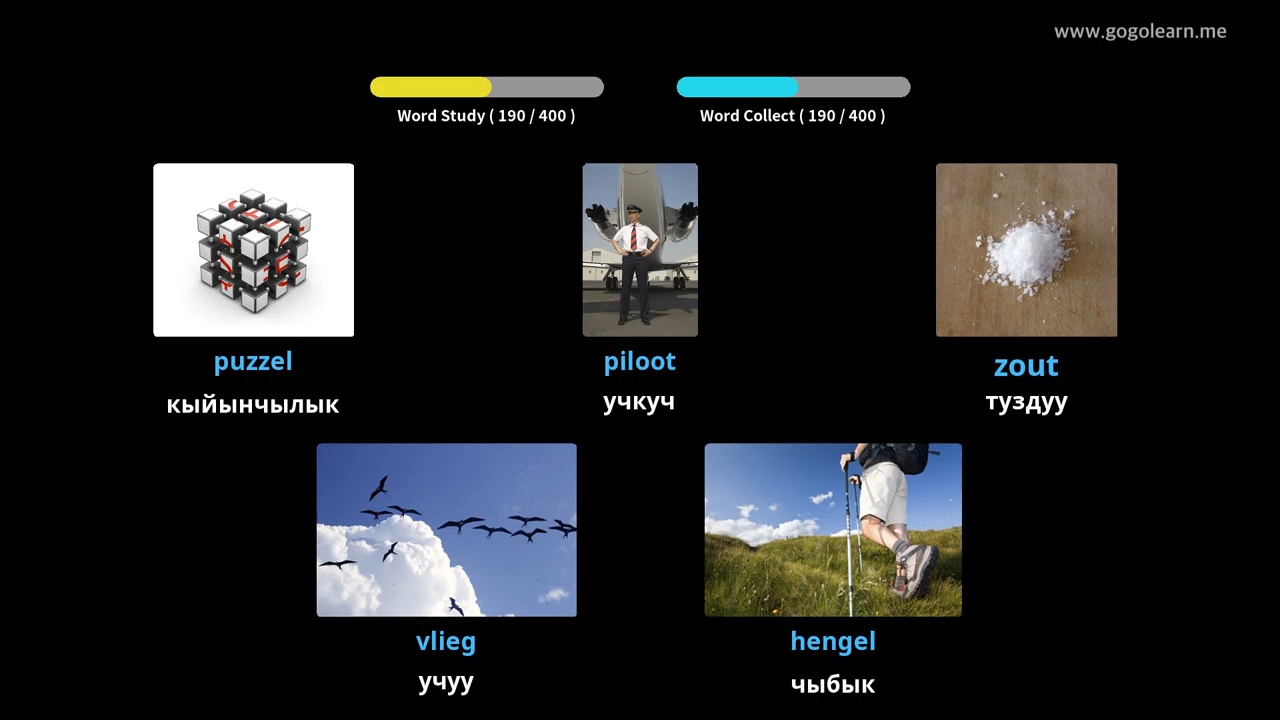 www.gogolearn.me
Word Study ( 190 / 400 )
Word Collect ( 190 / 400 )
puzzel
кыйынчылык
piloot
учкуч
zout
туздуу
vlieg
учуу
hengel
чыбык